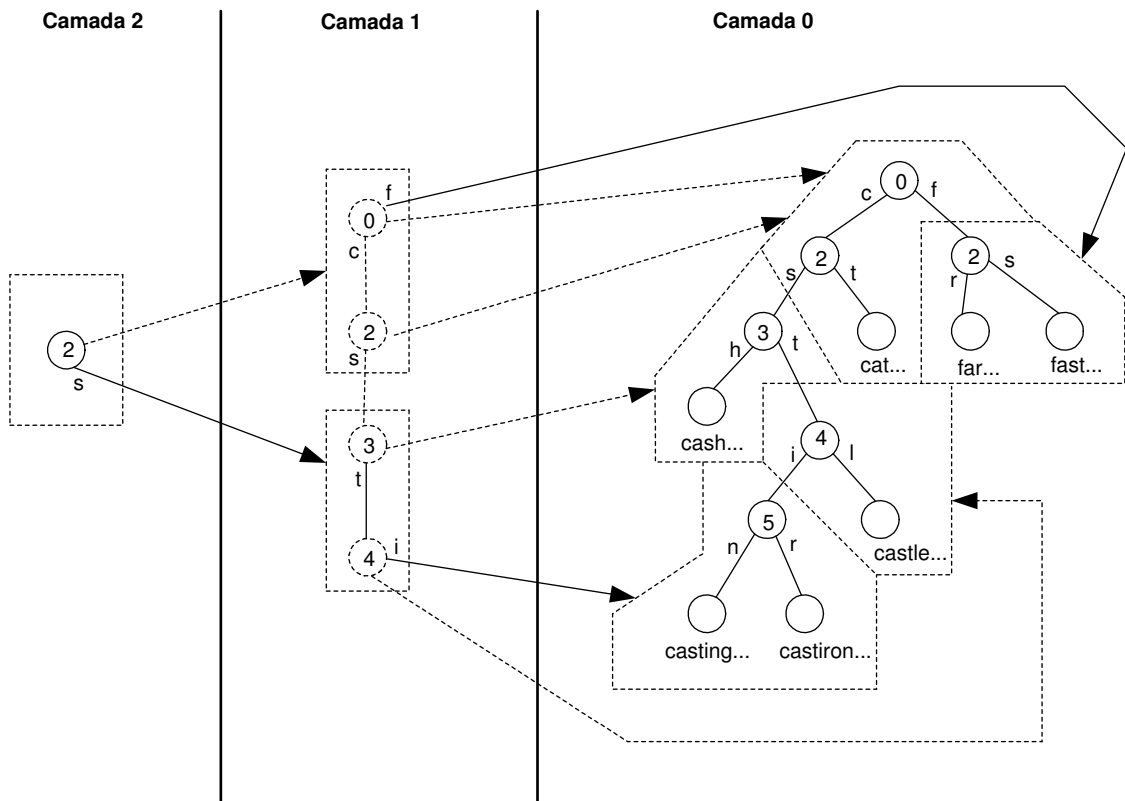 Camada 2
Camada 1
Camada 0
f
0
c
2
s
3
t
4
i
2
s
0
c
f
2
s
t
2
r
s
3
h
t
cat...
far...
fast...
cash...
4
i
l
5
n
r
castle...
casting...
castiron...